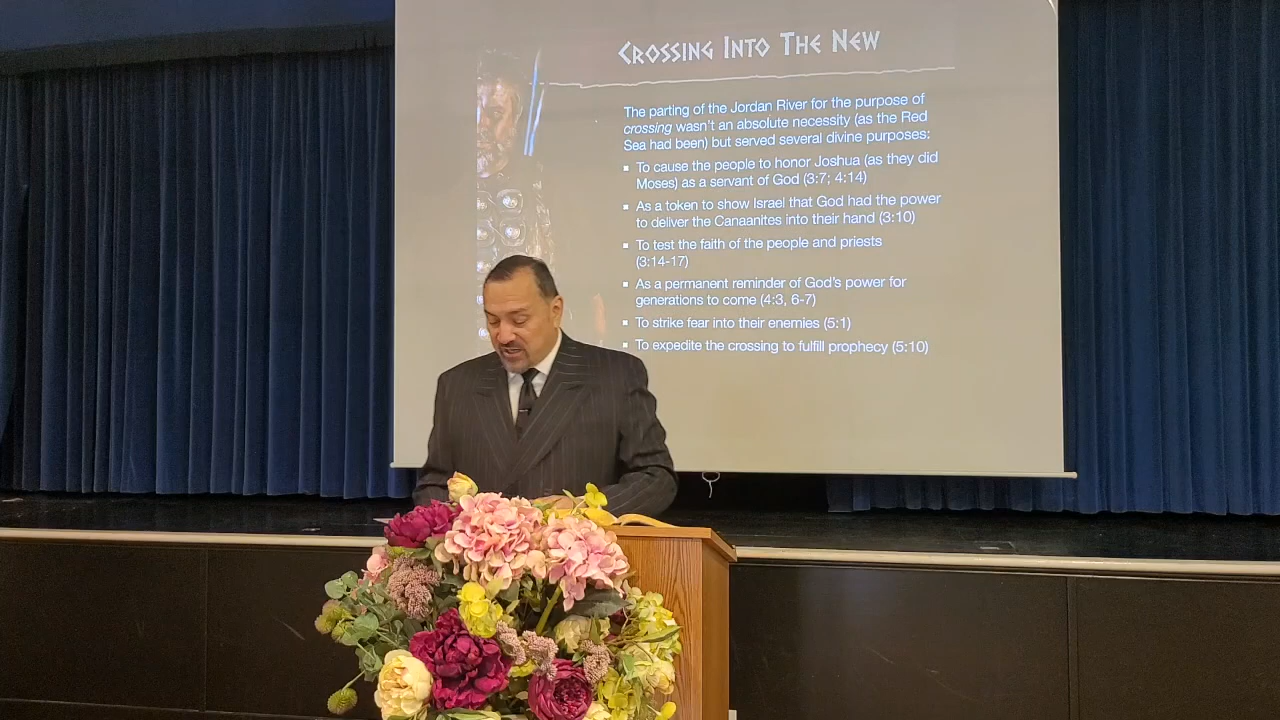 Crossing Into The New
The parting of the Jordan River for the purpose of
crossing wasn't an absolute necessity (as the Red
Sea had been) but served several divine purposes:
▪ To cause the people to honor Joshua (as they did
Moses) as a servant of God (3:7; 4:14)
▪ As a token to show Israel that God had the power
to deliver the Canaanites into their hand (3:10)
▪ To test the faith of the people and priests
(3:14-17)
▪ As a permanent reminder of God's power for
generations to come (4:3, 6-7)
▪ To strike fear into their enemies (5:1)
▪ To expedite the crossing to fulfill prophecy (5:10)